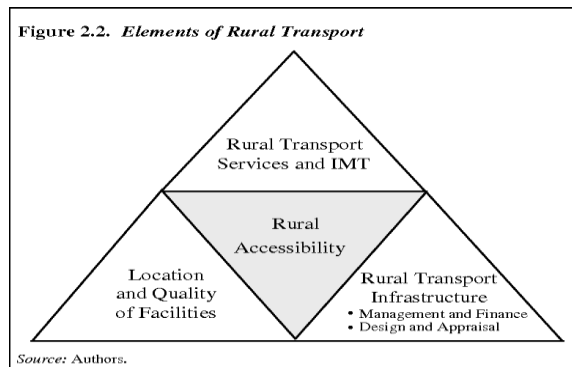 Figure 2.2. Elements of Rural Transport
Rural Transport
Services and IMT
Rural
Accessibility
Location
and Quality
of Facilities
Rural Transport
Infrastructure
• Management and Finance
• Design and Appraisal
Source: Authors.